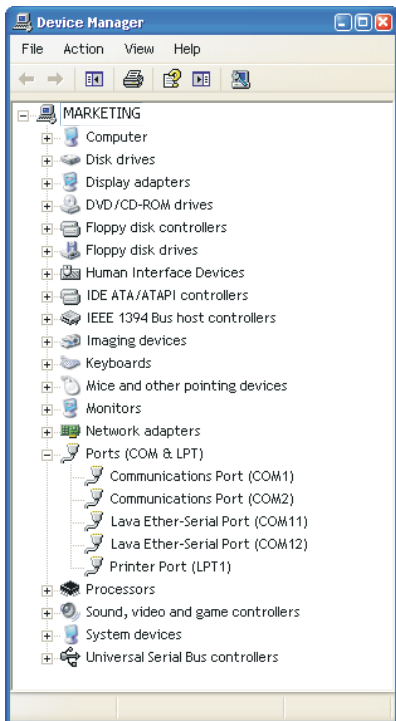 Device Manager
File Action View Help
MARKETING
Computer
Disk drives
Display adapters
DVD/CD-ROM drives
Floppy disk controllers
Floppy disk drives
Human Interface Devices
IDE ATA/ATAPI controllers
IEEE 1394 Bus host controllers
Imaging devices
Keyboards
Mice and other pointing devices
Monitors
Network adapters
Ports (COM & LPT)
Communications Port (COM1)
Communications Port (COM2)
Lava Ether-Serial Port (COM11)
Lava Ether-Serial Port (COM12)
Printer Port (LPT1)
Processors
Sound, video and game controllers
System devices
Universal Serial Bus controllers